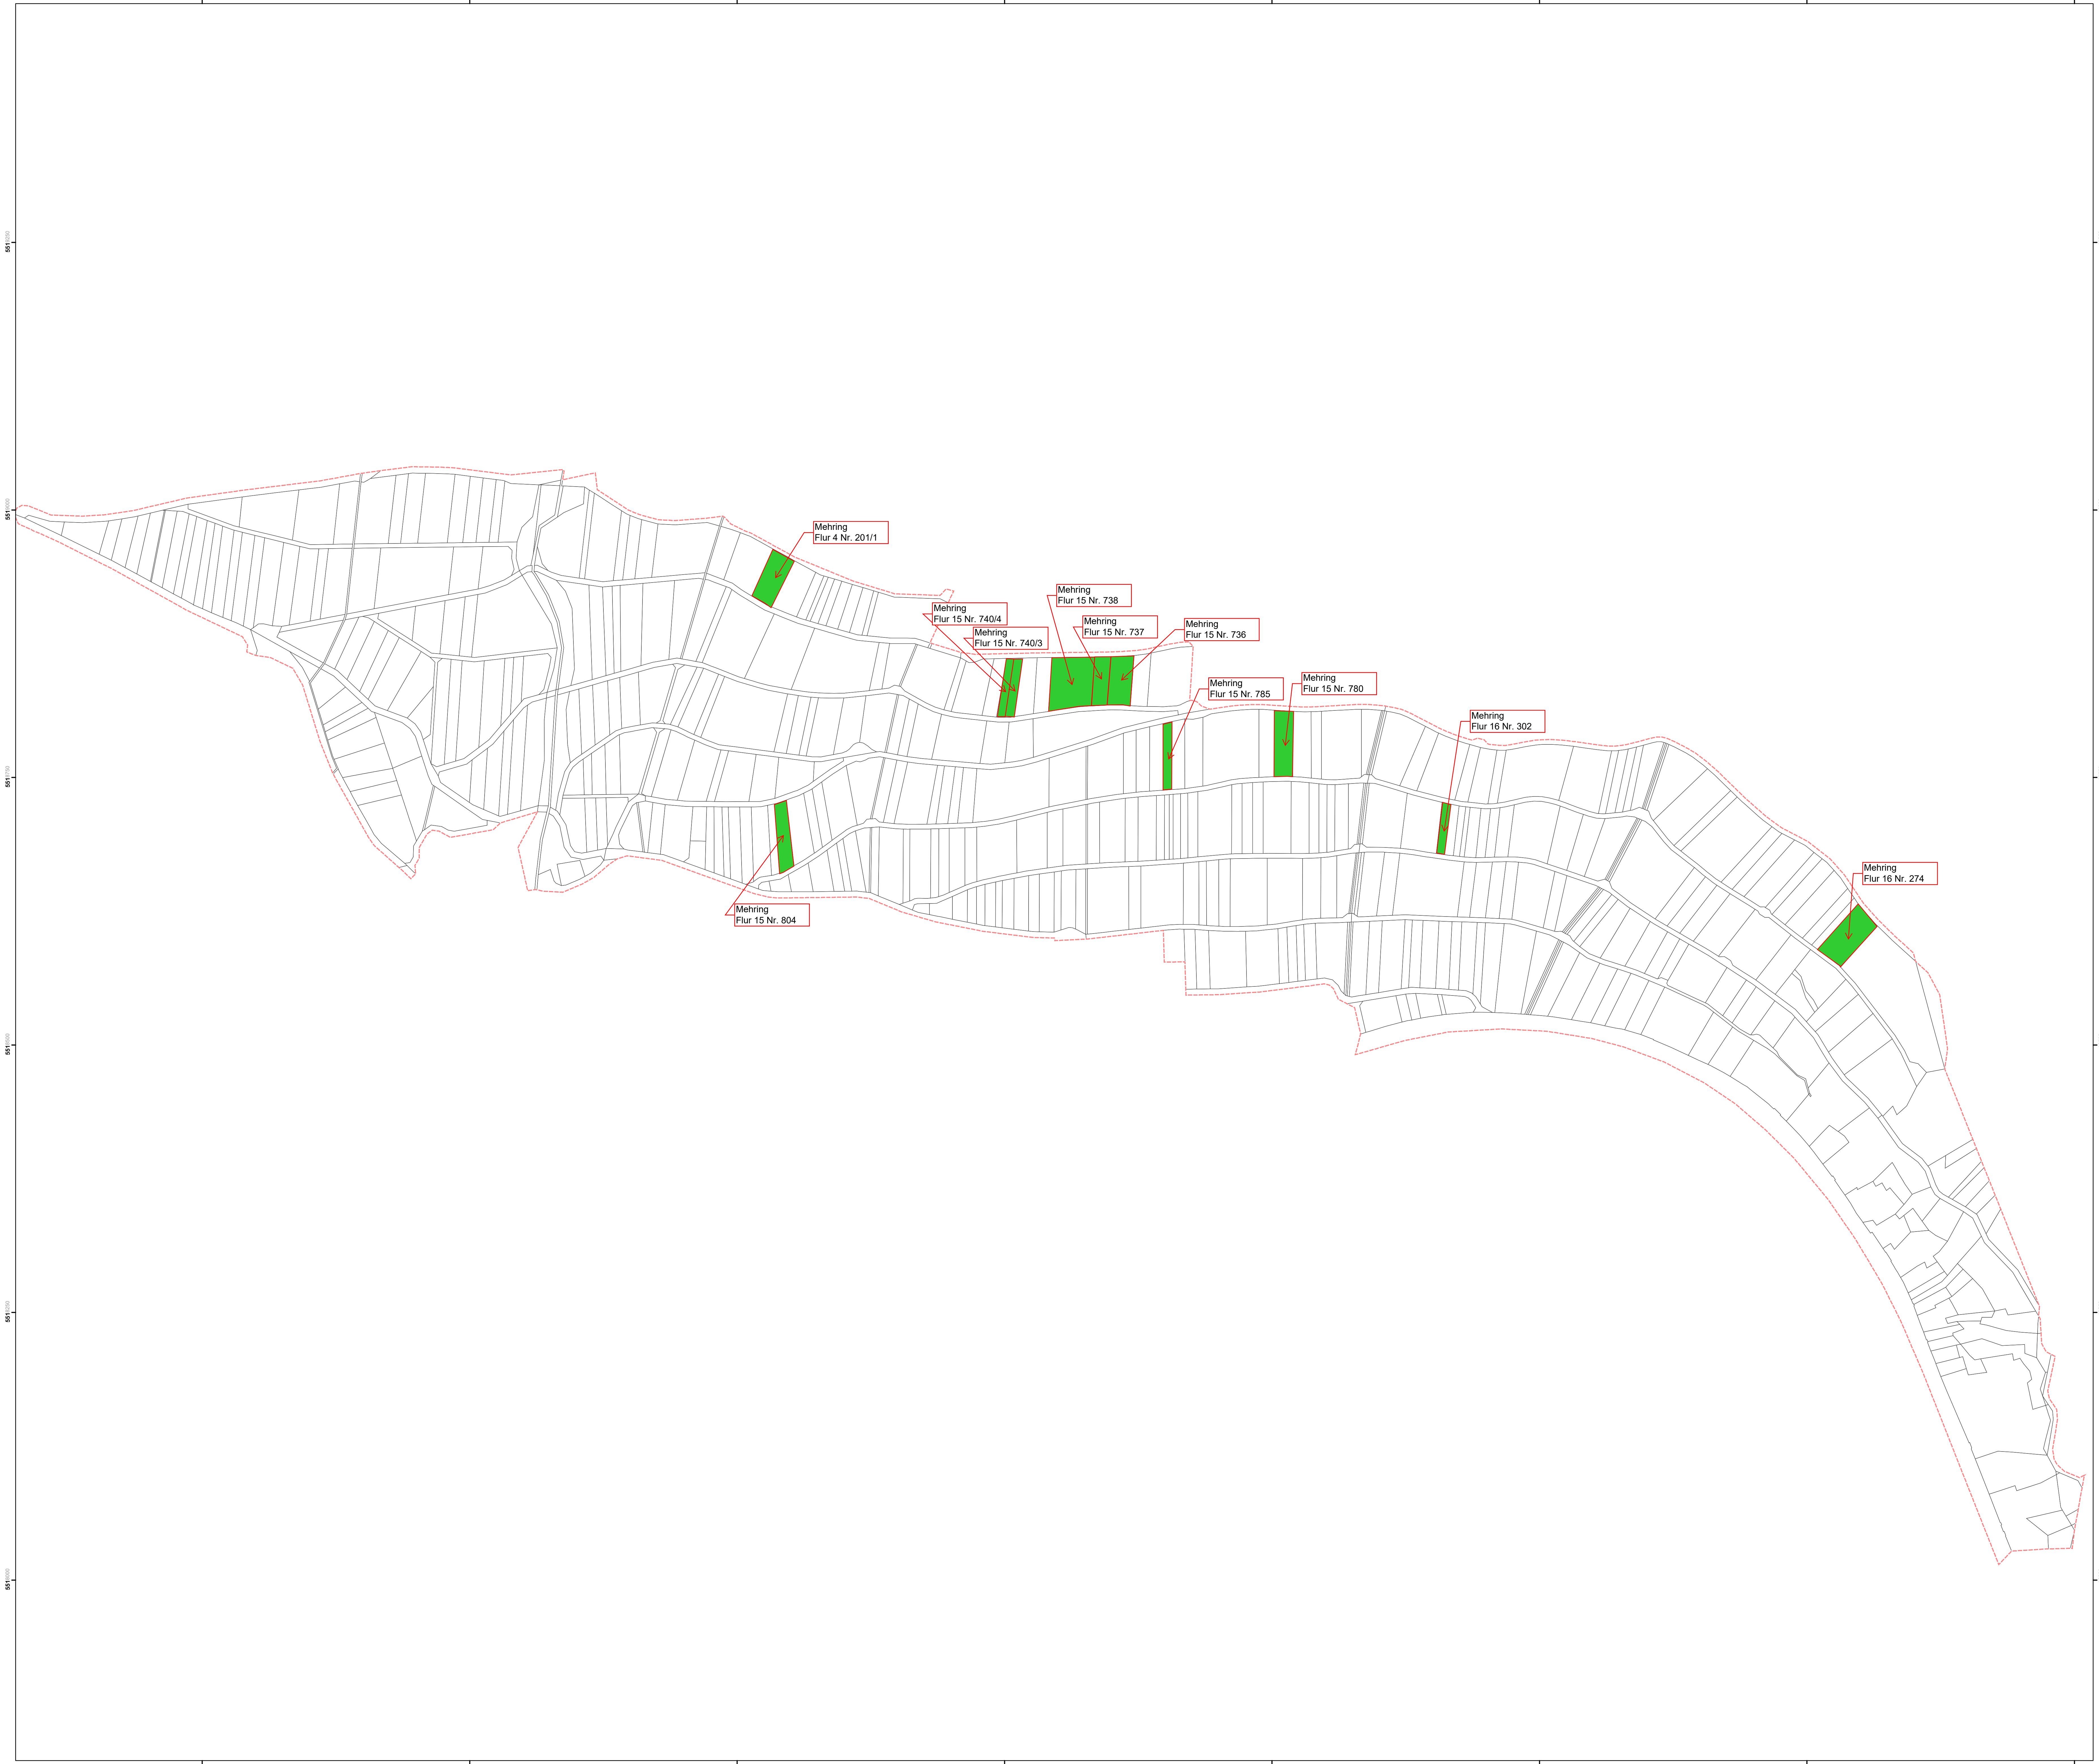 Mehring
Flur 4 Nr. 201/1
Mehring
Flur 15 Nr. 738
Mehring
Flur 15 Nr. 740/4
Mehring
Flur 15 Nr. 737
Mehring
Flur 15 Nr. 736
Mehring
Flur 15 Nr. 740/3
Mehring
Flur 15 Nr. 785
Mehring
Flur 15 Nr. 780
Mehring
Flur 16 Nr. 302
Mehring
Flur 16 Nr. 274
Mehring
Flur 15 Nr. 804